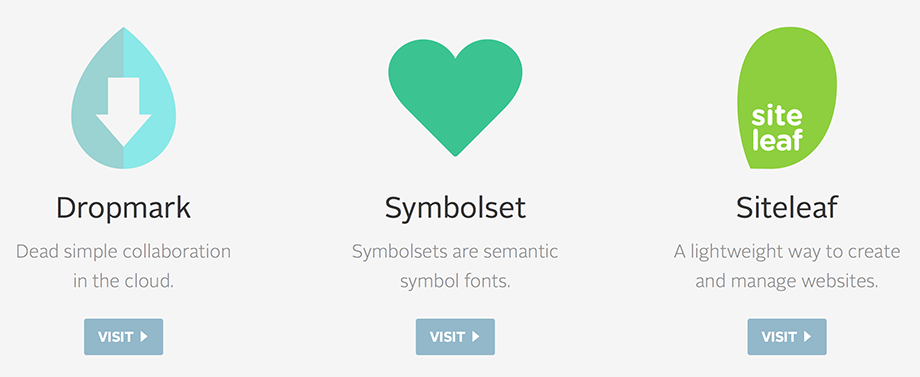 site
leaf
Dropmark
Symbolset
Siteleaf
Dead simple collaboration
in the cloud.
Symbolsets are semantic
symbol fonts.
A lightweight way to create
and manage websites.
VISIT
VISIT
VISIT